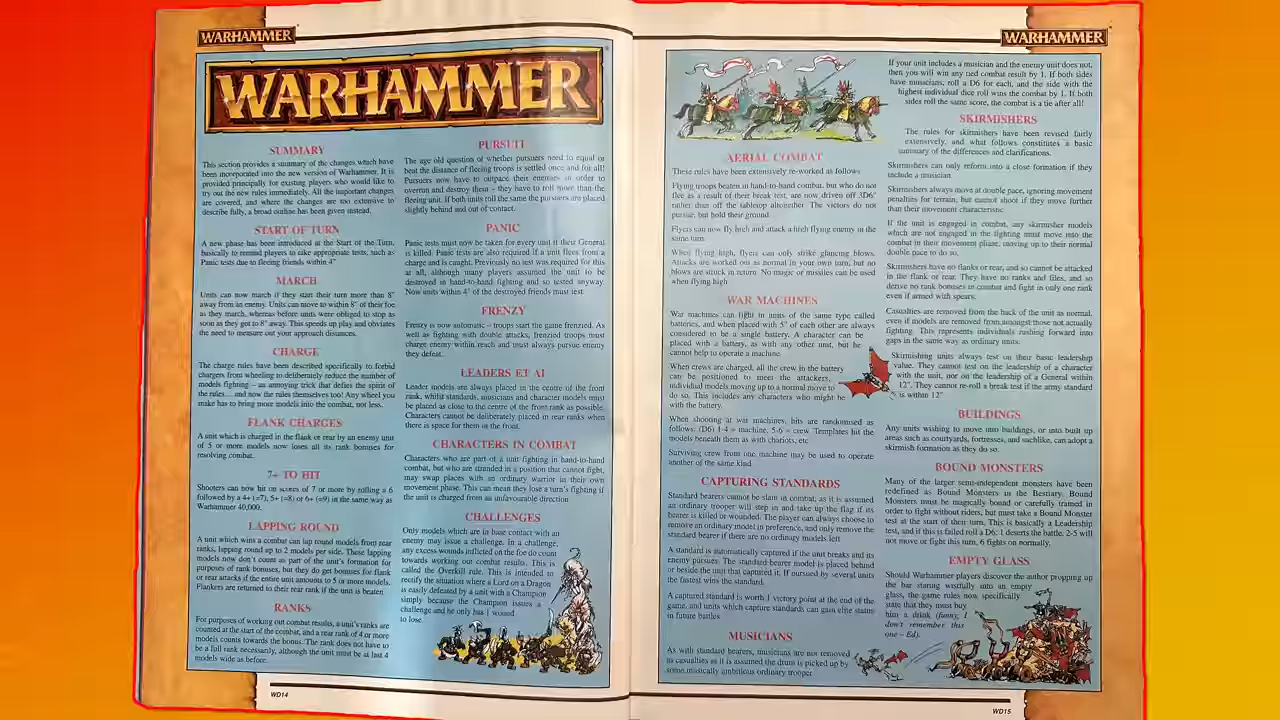 WARHAMMER
WARHAMMER
SUMMARY
This section provides a summary of the changes which have
been incorporated into the new version of Warhammer. It is
provided principally for existing players who would like to
try out the new rules immediately. All the important changes
are covered, and where the changes are too extensive to
describe fully, a broad outline has been given instead.
START OF TURN
A new phase has been introduced at the Start of the Turn,
basically to remind players to take appropriate tests, such as
Panic tests due to fleeing friends within 4"
MARCH
Units can now march if they start their turn more than 8"
away from an enemy. Units can move to within 8" of their foe
as they march, whereas before units were obliged to stop as
soon as they got to 8" away. This speeds up play and obviates
the need to measure out your approach distances.
CHARGE
The charge rules have been described specifically to forbid
chargers from wheeling to deliberately reduce the number of
models fighting – an annoying trick that defies the spirit of
the rules... and now the rules themselves too! Any wheel you
make has to bring more models into the combat, not less.
FLANK CHARGES
A unit which is charged in the flank or rear by an enemy unit
of 5 or more models now loses all its rank bonuses for
resolving combat.
7+ TO HIT
Shooters can now hit on scores of 7 or more by rolling a 6
followed by a 4+ (=7), 5+ (=8) or 6+ (=9) in the same way as
Warhammer 40,000.
LAPPING ROUND
A unit which wins a combat can lap round models from rear
ranks, lapping round up to 2 models per side. These lapping
models now don't count as part of the unit's formation for
purposes of rank bonuses, but they do get bonuses for flank
or rear attacks if the entire unit amounts to 5 or more models.
Flankers are returned to their rear rank if the unit is beaten.
RANKS
For purposes of working out combat results, a unit's ranks are
counted at the start of the combat, and a rear rank of 4 or more
models counts towards the bonus. The rank does not have to
be a full rank necessarily, although the unit must be at last 4
models wide as before.
PURSUIT
The age old question of whether pursuers need to equal or
beat the distance of fleeing troops is settled once and for all!
Pursuers now have to outpace their enemies in order to
overrun and destroy them – they have to roll more than the
fleeing unit. If both units roll the same the pursuers are placed
slightly behind and out of contact.
PANIC
Panic tests must now be taken for every unit if their General
is killed. Panic tests are also required if a unit flees from a
charge and is caught. Previously no test was required for this
at all, although many players assumed the unit to be
destroyed in hand-to-hand fighting and so tested anyway.
Now units within 4" of the destroyed friends must test.
FRENZY
Frenzy is now automatic – troops start the game frenzied. As
well as fighting with double attacks, frenzied troops must
charge enemy within reach and must always pursue enemy
they defeat.
LEADERS ET AL
Leader models are always placed in the centre of the front
rank, whilst standards, musicians and character models must
be placed as close to the centre of the front rank as possible.
Characters cannot be deliberately placed in rear ranks when
there is space for them in the front.
CHARACTERS IN COMBAT
Characters who are part of a unit fighting in hand-to-hand
combat, but who are stranded in a position that cannot fight,
may swap places with an ordinary warrior in their own
movement phase. This can mean they lose a turn's fighting if
the unit is charged from an unfavourable direction.
CHALLENGES
Only models which are in base contact with an
enemy may issue a challenge. In a challenge,
any excess wounds inflicted on the foe do count
towards working out combat results. This is
called the Overkill rule. This is intended to
rectify the situation where a Lord on a Dragon
is easily defeated by a unit with a Champion
simply because the Champion issues a
challenge and he only has 1 wound
to lose.
WD14
WARHAMMER
AERIAL COMBAT
These rules have been extensively re-worked as follows
Flying troops beaten in hand-to-hand combat, but who do not
flee as a result of their break test, are now driven off 3D6"
rather than off the tabletop altogether. The victors do not
pursue, but hold their ground.
Flyers can now fly high and attack a high flying enemy in the
same turn.
When flying high, flyers can only strike glancing blows.
Attacks are worked out as normal in your own turn, but no
blows are struck in return. No magic or missiles can be used
when flying high
WAR MACHINES
War machines can fight in units of the same type called
batteries, and when placed with 5" of each other are always
considered to be a single battery. A character can be
placed with a battery, as with any other unit, but he
cannot help to operate a machine.
When crews are charged, all the crew in the battery
can be positioned to meet the attackers,
individual models moving up to a normal move to
do so. This includes any characters who might be
with the battery.
When shooting at war machines, hits are randomised as
follows: (D6) 1-4 = machine, 5-6 = crew. Templates hit the
models beneath them as with chariots, etc
Surviving crew from one machine may be used to operate
another of the same kind
CAPTURING STANDARDS
Standard bearers cannot be slain in combat, as it is assumed
an ordinary trooper will step in and take up the flag if its
bearer is killed or wounded. The player can always choose to
remove an ordinary model in preference, and only remove the
standard bearer if there are no ordinary models left
A standard is automatically captured if the unit breaks and its
enemy pursues. The standard bearer model is placed behind
or beside the unit that captured it. If pursued by several units
the fastest wins the standard.
A captured standard is worth 1 victory point at the end of the
game, and units which capture standards can gain elite status
in future battles
MUSICIANS
As with standard bearers, musicians are not removed
as casualties as it is assumed the drum is picked up by
some musically ambitious ordinary trooper
If your unit includes a musician and the enemy unit does not,
then you will win any tied combat result by 1. If both sides
have musicians, roll a D6 for each, and the side with the
highest individual dice roll wins the combat by 1. If both
sides roll the same score, the combat is a tie after all!
SKIRMISHERS
The rules for skirmishers have been revised fairly
extensively, and what follows constitutes a basic
summary of the differences and clarifications.
Skirmishers can only reform into a close formation if they
include a musician
Skirmishers always move at double pace, ignoring movement
penalties for terrain, but cannot shoot if they move further
than their movement characteristic.
If the unit is engaged in combat, any skirmisher models
which are not engaged in the fighting must move into the
combat in their movement phase, moving up to their normal
double pace to do so.
Skirmishers have no flanks or rear, and so cannot be attacked
in the flank or rear. They have no ranks and files, and so
derive no rank bonuses in combat and fight in only one rank
even if armed with spears.
Casualties are removed from the back of the unit as normal,
even if models are removed from amongst those not actually
fighting. This represents individuals rushing forward into
gaps in the same way as ordinary units.
Skirmishing units always test on their basic leadership
value. They cannot test on the leadership of a character
with the unit, nor on the leadership of a General within
12". They cannot re-roll a break test if the army standard
is within 12"
BUILDINGS
Any units wishing to move into buildings, or into built up
areas such as courtyards, fortresses, and suchlike, can adopt a
skirmish formation as they do so.
BOUND MONSTERS
Many of the larger semi-independent monsters have been
redefined as Bound Monsters in the Bestiary. Bound
Monsters must be magically bound or carefully trained in
order to fight without riders, but must take a Bound Monster
test at the start of their turn. This is basically a Leadership
test, and if this is failed roll a D6: 1 deserts the battle. 2-5 will
not move or fight this turn, 6 fights on normally.
EMPTY GLASS
Should Warhammer players discover the author propping up
the bar staring wistfully into an empty
glass, the game rules now specifically
state that they must buy
him a drink (funny, I
don't remember this
one – Ed).
WD15